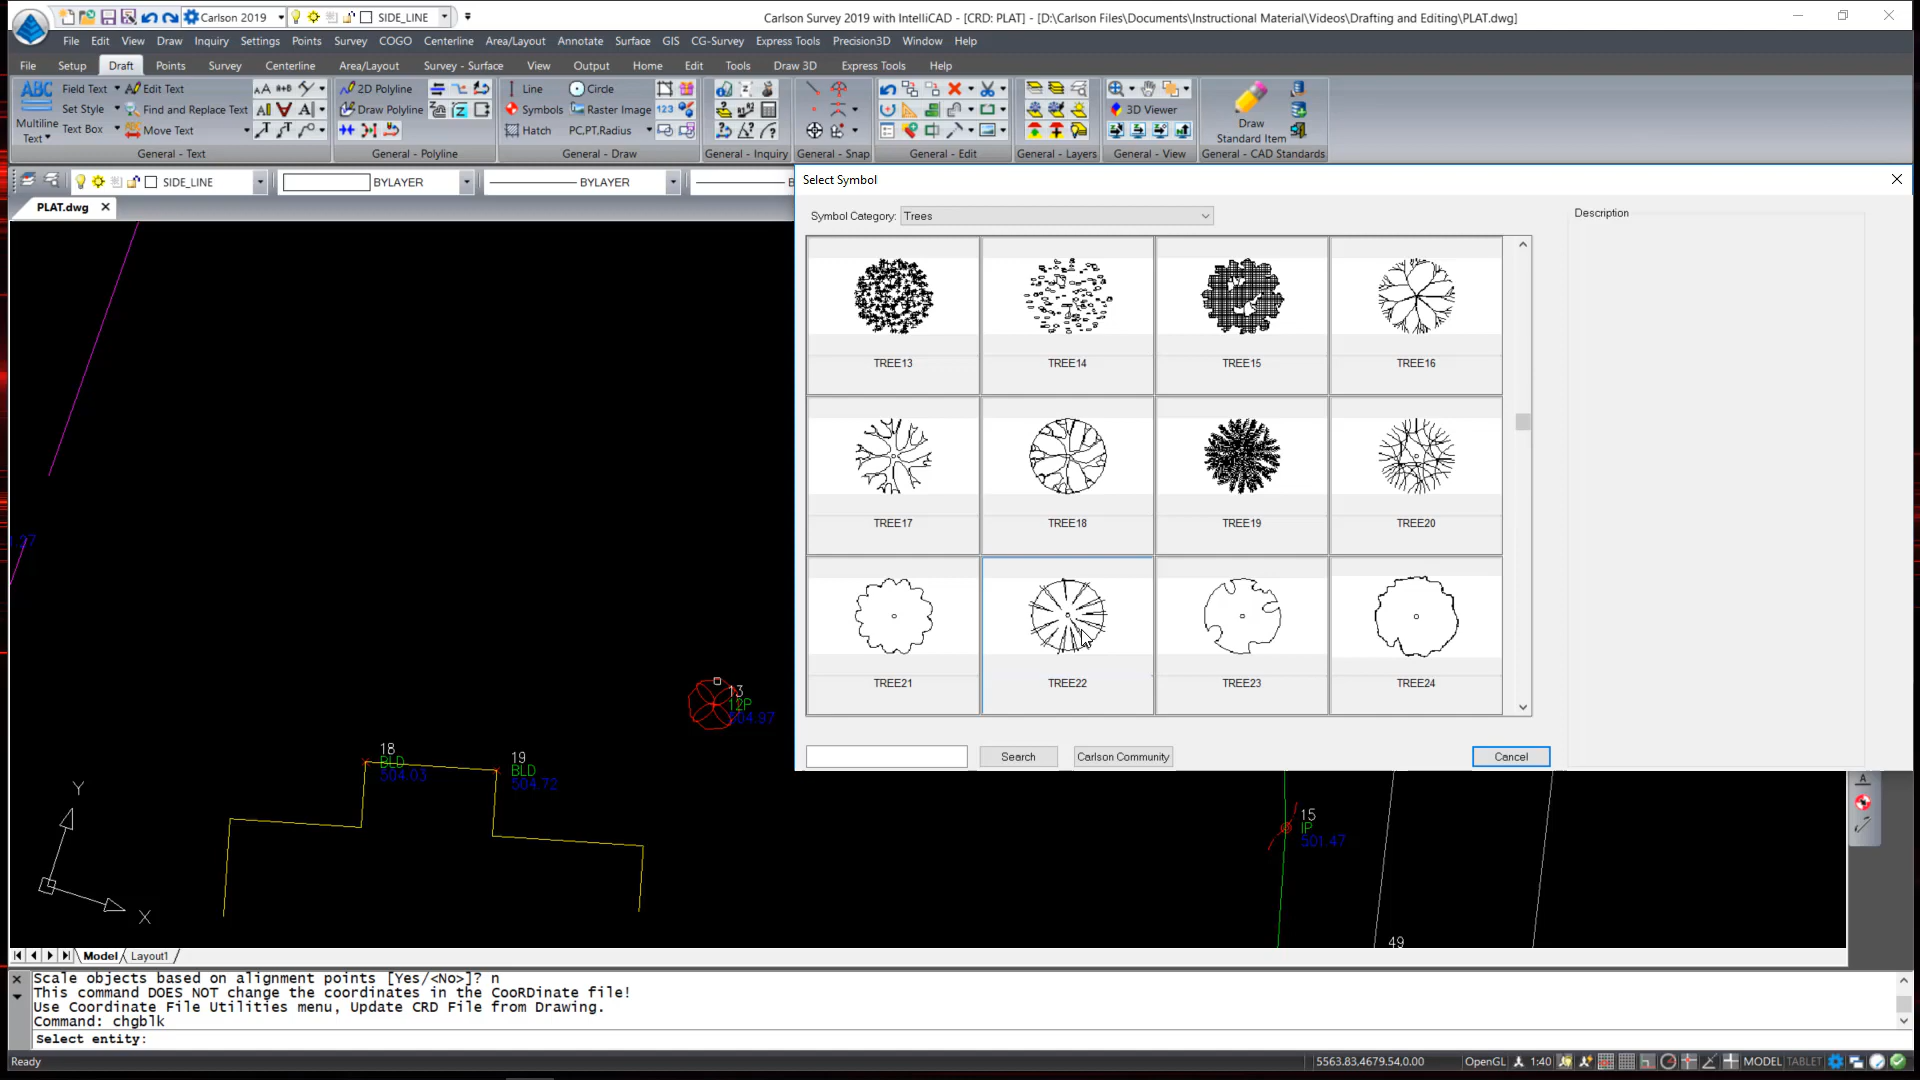 Carlson 2019
SIDE_LINE
Carlson Survey 2019 with IntelliCAD - [CRD: PLAT] - [D:\Carlson Files\Documents\Instructional Material\Videos\Drafting and Editing\PLAT.dwg]
File Edit View Draw Inquiry Settings Points Survey COGO Centerline Area/Layout Annotate Surface GIS CG-Survey Express Tools Precision3D Window Help
File Setup Draft Points Survey Centerline Area/Layout Survey - Surface View Output Home Edit Tools Draw 3D Express Tools Help
ABC
Multiline
Text
Field Text
Set Style
Text Box
Edit Text
Find and Replace Text
Move Text
General - Text
2D Polyline
Draw Polyline
General - Polyline
Line
Circle
Symbols
Raster Image
Hatch
PC,PT,Radius
123
General - Draw
General - Inquiry
General - Snap
General - Edit
General - Layers
3D Viewer
General - View
Draw
Standard Item
General - CAD Standards
SIDE_LINE
BYLAYER
BYLAYER
PLAT.dwg
Select Symbol
Symbol Category: Trees
Description
TREE13 TREE14 TREE15 TREE16
TREE17 TREE18 TREE19 TREE20
TREE21 TREE22 TREE23 TREE24
Search
Carlson Community
Cancel
.27
13
12P
504.97
18
BLD
504.03
19
BLD
504.72
15
IP
501.47
49
Y
X
Model Layout1
Scale objects based on alignment points [Yes/<No>]? n
This command DOES NOT change the coordinates in the CooRDinate file!
Use Coordinate File Utilities menu, Update CRD File from Drawing.
Command: chgblk
Select entity:
Ready
5563.83,4679.54,0.00
OpenGL
1:40
MODEL
TABLET